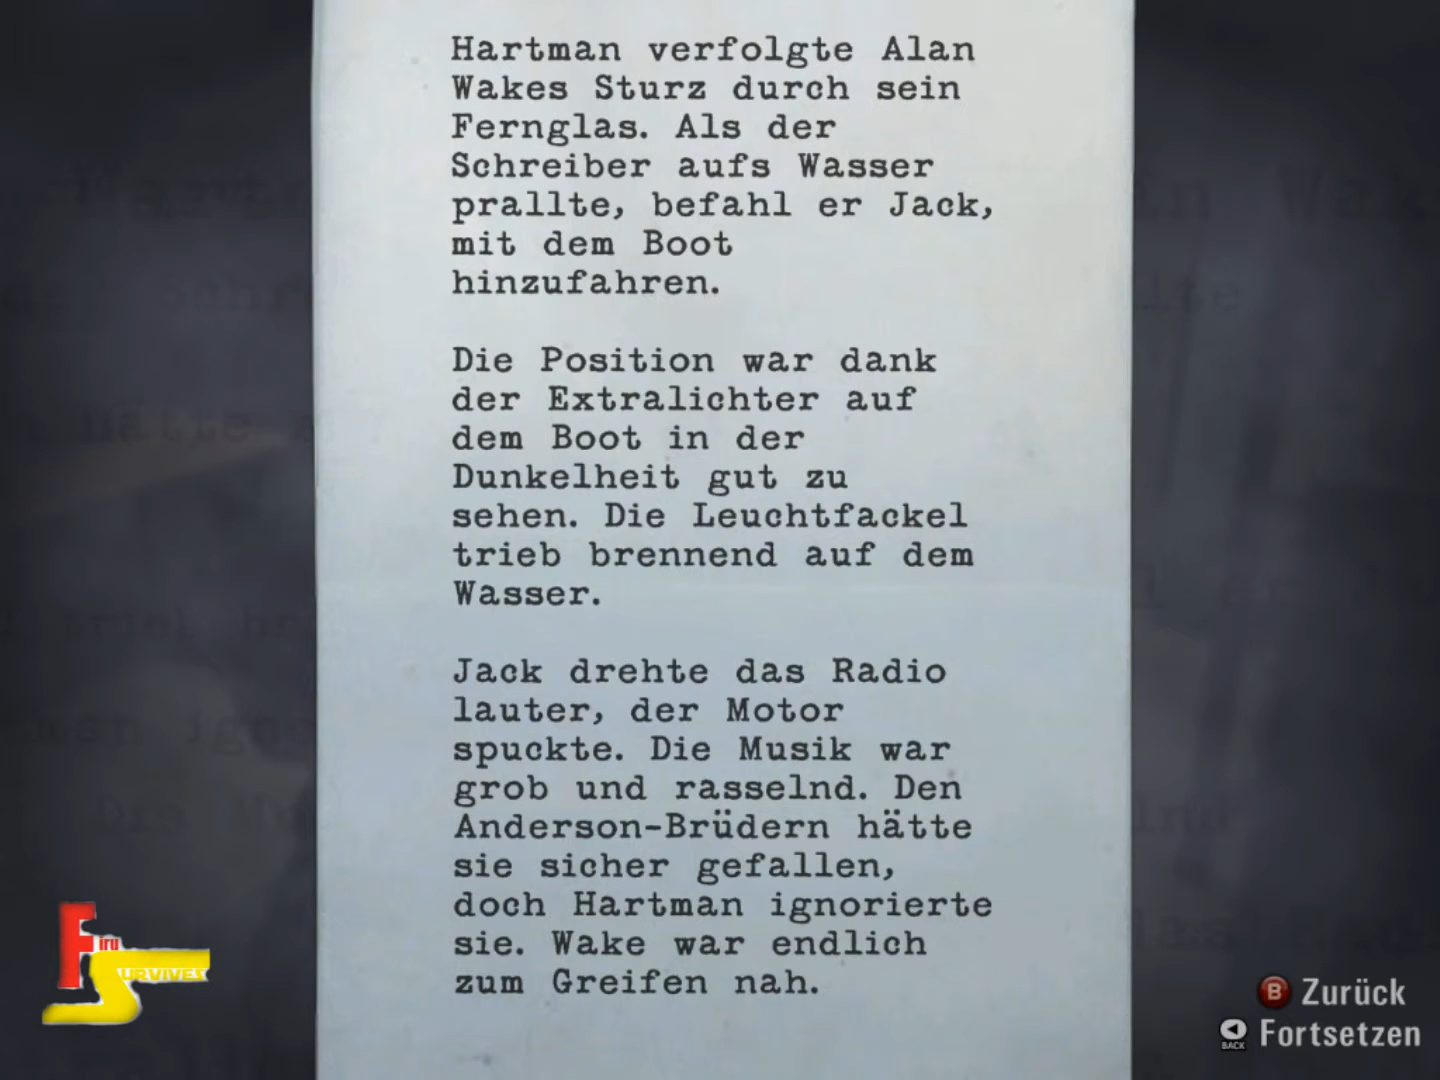 Hartman verfolgte Alan
Wakes Sturz durch sein
Fernglas. Als der
Schreiber aufs Wasser
prallte, befahl er Jack,
mit dem Boot
hinzufahren.
Die Position war dank
der Extralichter auf
dem Boot in der
Dunkelheit gut zu
sehen. Die Leuchtfackel
trieb brennend auf dem
Wasser.
Jack drehte das Radio
lauter, der Motor
spuckte. Die Musik war
grob und rasselnd. Den
Anderson-Brüdern hätte
sie sicher gefallen,
doch Hartman ignorierte
sie. Wake war endlich
zum Greifen nah.
Firu
SURVIVES
B Zurück
BACK Fortsetzen